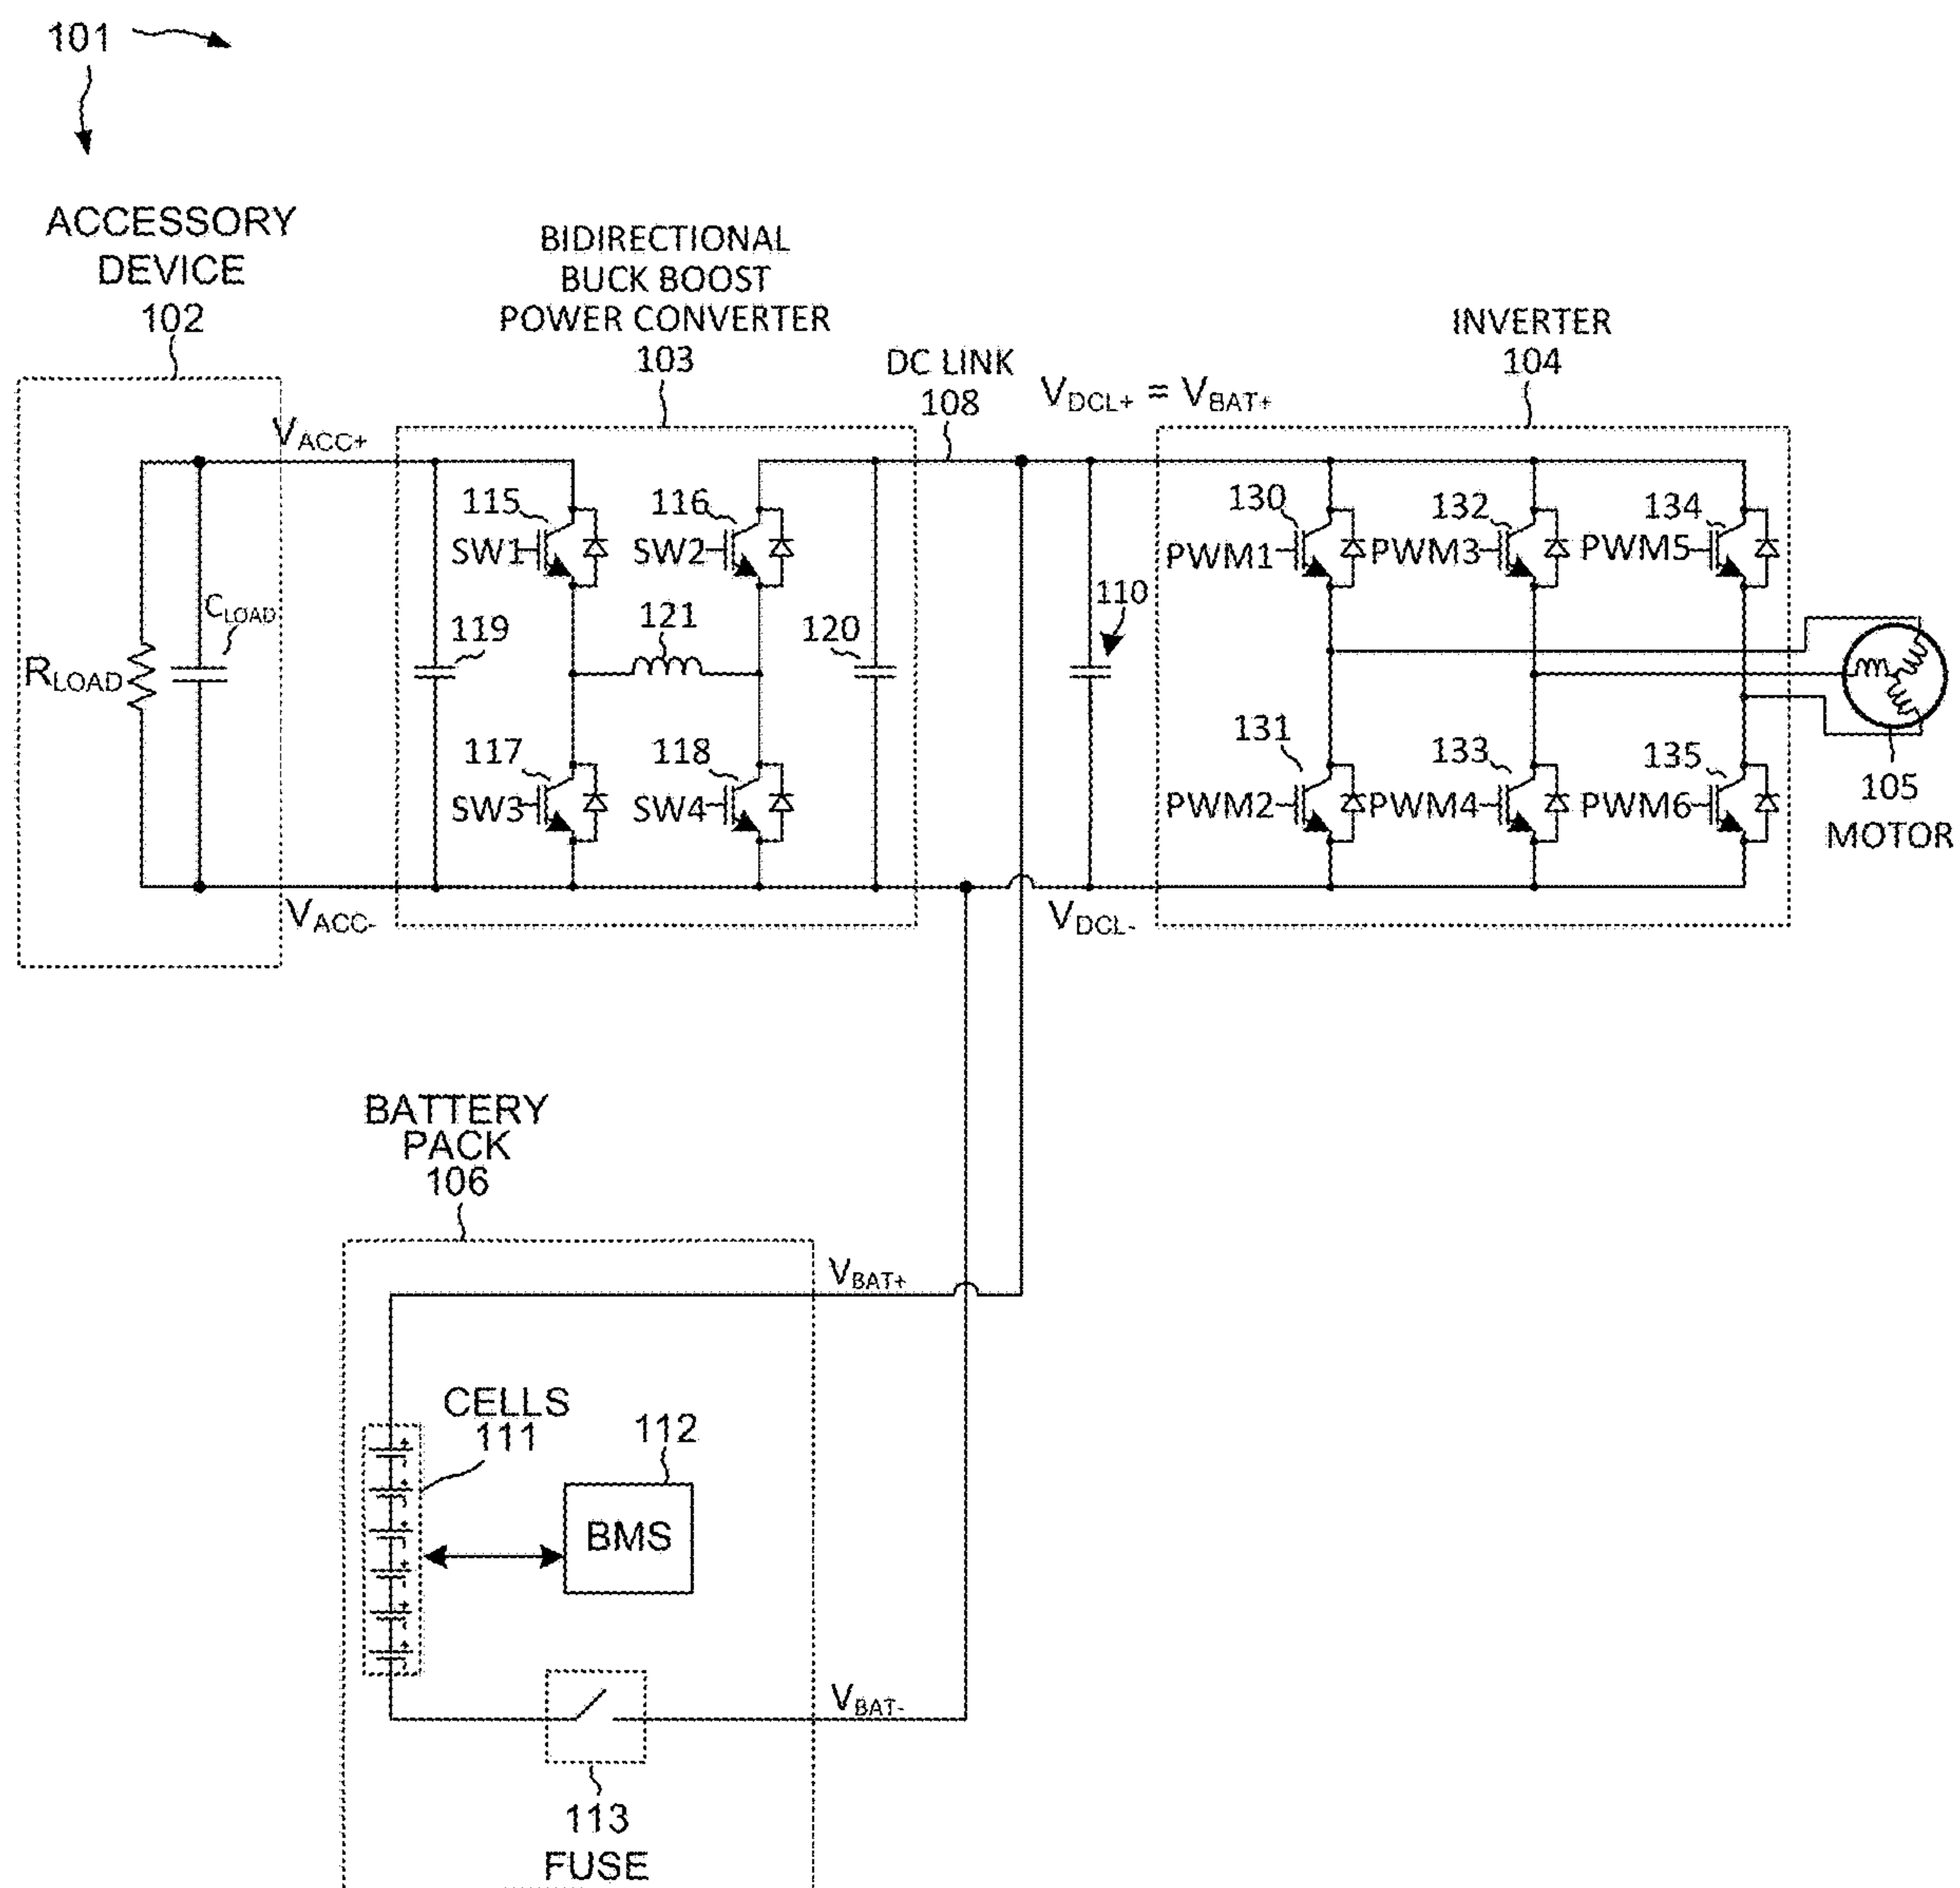 101
ACCESSORY
DEVICE
102
BIDIRECTIONAL
BUCK BOOST
POWER CONVERTER
103
DC LINK
108
VDCL+ = VBAT+
INVERTER
104
VACC+
115
SW1
116
SW2
130
PWM1
132
PWM3
134
PWM5
CLOAD
RLOAD
119
121
120
110
117
SW3
118
SW4
131
PWM2
133
PWM4
135
PWM6
105
MOTOR
VACC-
VDCL-
BATTERY
PACK
106
VBAT+
CELLS
111
112
BMS
VBAT-
113
FUSE